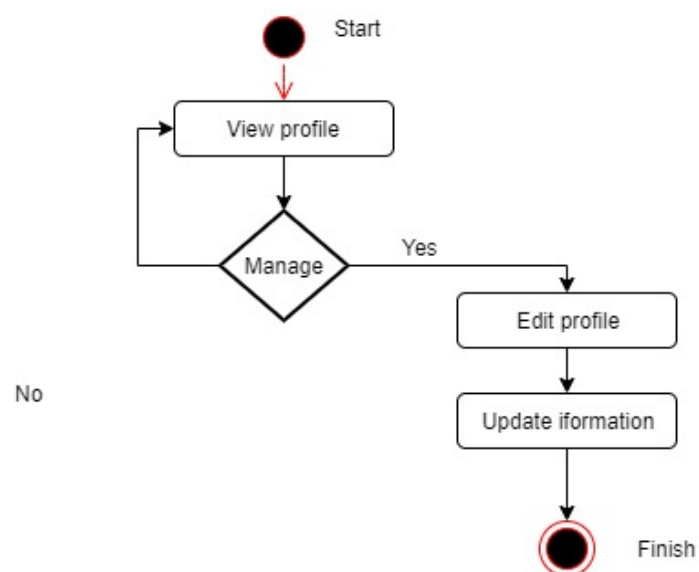 Start
View profile
Yes
Manage
Edit profile
No
Update iformation
Finish